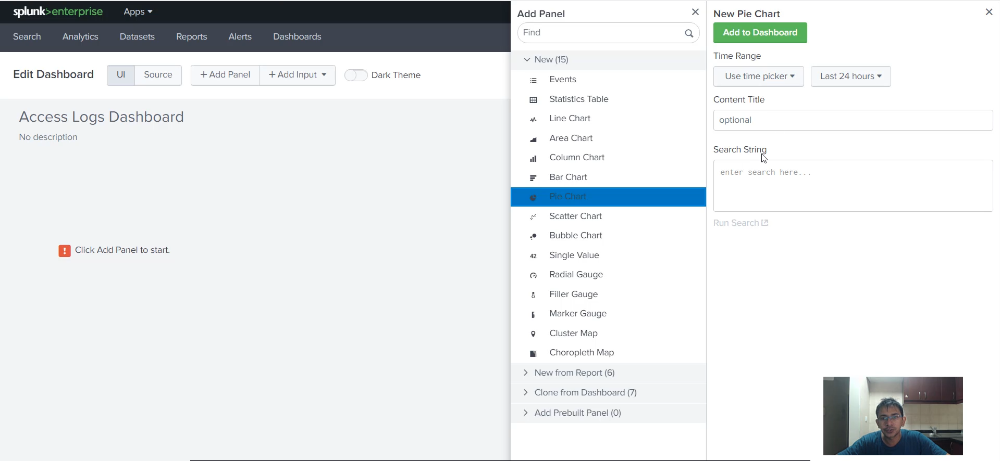 splunk>enterprise
Apps
Search
Analytics
Datasets
Reports
Alerts
Dashboards
Edit Dashboard
UI
Source
+ Add Panel
+ Add Input
Dark Theme
Access Logs Dashboard
No description
! Click Add Panel to start.
Add Panel
Find
New (15)
Events
Statistics Table
Line Chart
Area Chart
Column Chart
Bar Chart
Pie Chart
Scatter Chart
Bubble Chart
42 Single Value
Radial Gauge
Filler Gauge
Marker Gauge
Cluster Map
Choropleth Map
New from Report (6)
Clone from Dashboard (7)
Add Prebuilt Panel (0)
New Pie Chart
Add to Dashboard
Time Range
Use time picker
Last 24 hours
Content Title
optional
Search String
enter search here...
Run Search